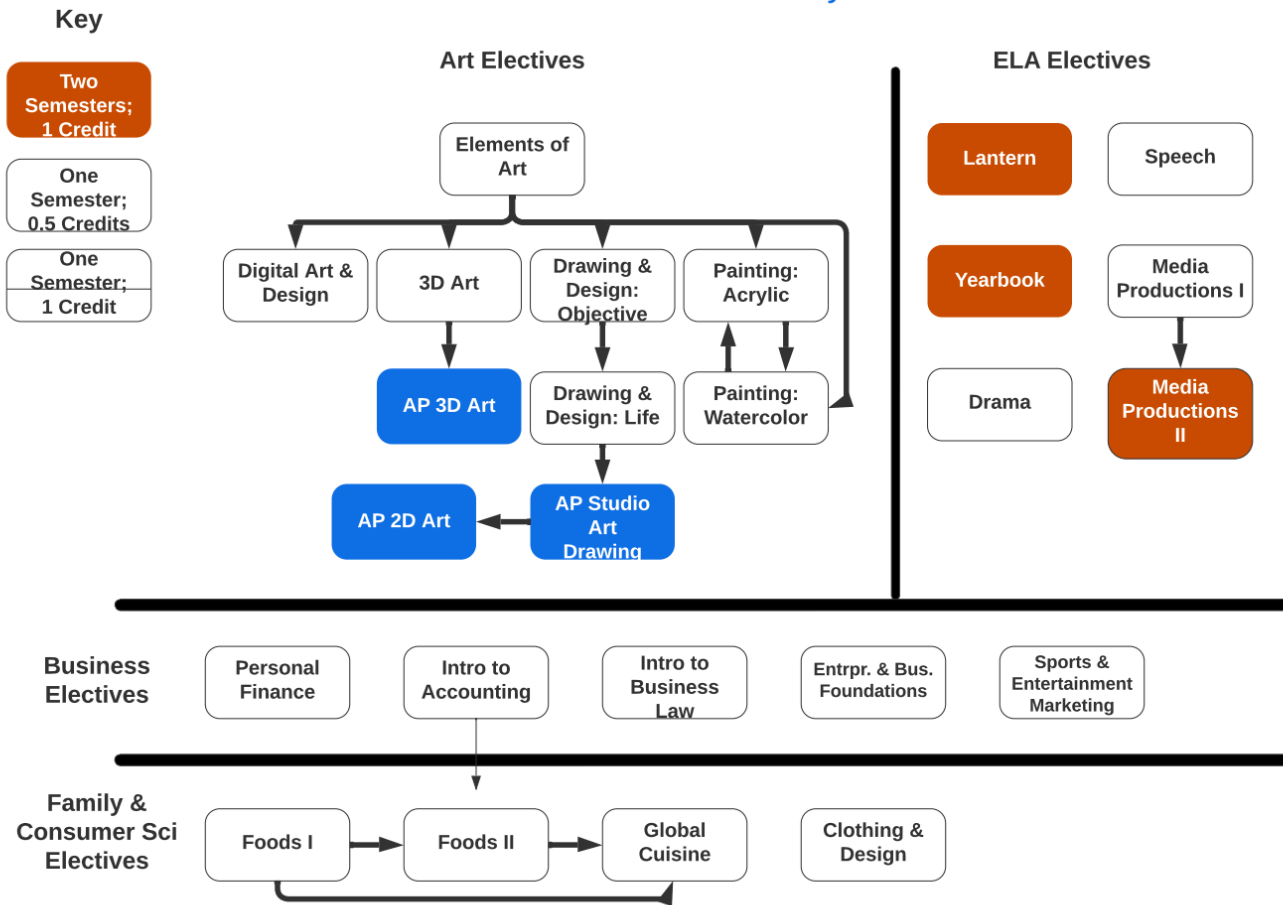 Key
Two
Semesters;
1 Credit
One
Semester;
0.5 Credits
One
Semester;
1 Credit
Art Electives
Elements of
Art
Digital Art &
Design
3D Art
Drawing &
Design:
Objective
Painting:
Acrylic
AP 3D Art
Drawing &
Design: Life
Painting:
Watercolor
AP 2D Art
AP Studio
Art
Drawing
ELA Electives
Lantern
Speech
Yearbook
Media
Productions I
Drama
Media
Productions
II
Business
Electives
Personal
Finance
Intro to
Accounting
Intro to
Business
Law
Entrpr. & Bus.
Foundations
Sports &
Entertainment
Marketing
Family &
Consumer Sci
Electives
Foods I
Foods II
Global
Cuisine
Clothing &
Design